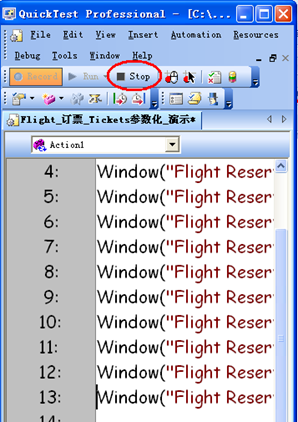 QuickTest Professional - [C:\...
File Edit View Insert Automation Resources
Debug Tools Window Help
Record Run Stop
Flight_订票_Tickets参数化_演示*
Action1
4: Window("Flight Reser
5: Window("Flight Reser
6: Window("Flight Reser
7: Window("Flight Reser
8: Window("Flight Reser
9: Window("Flight Reser
10: Window("Flight Reser
11: Window("Flight Reser
12: Window("Flight Reser
13: Window("Flight Reser
14: